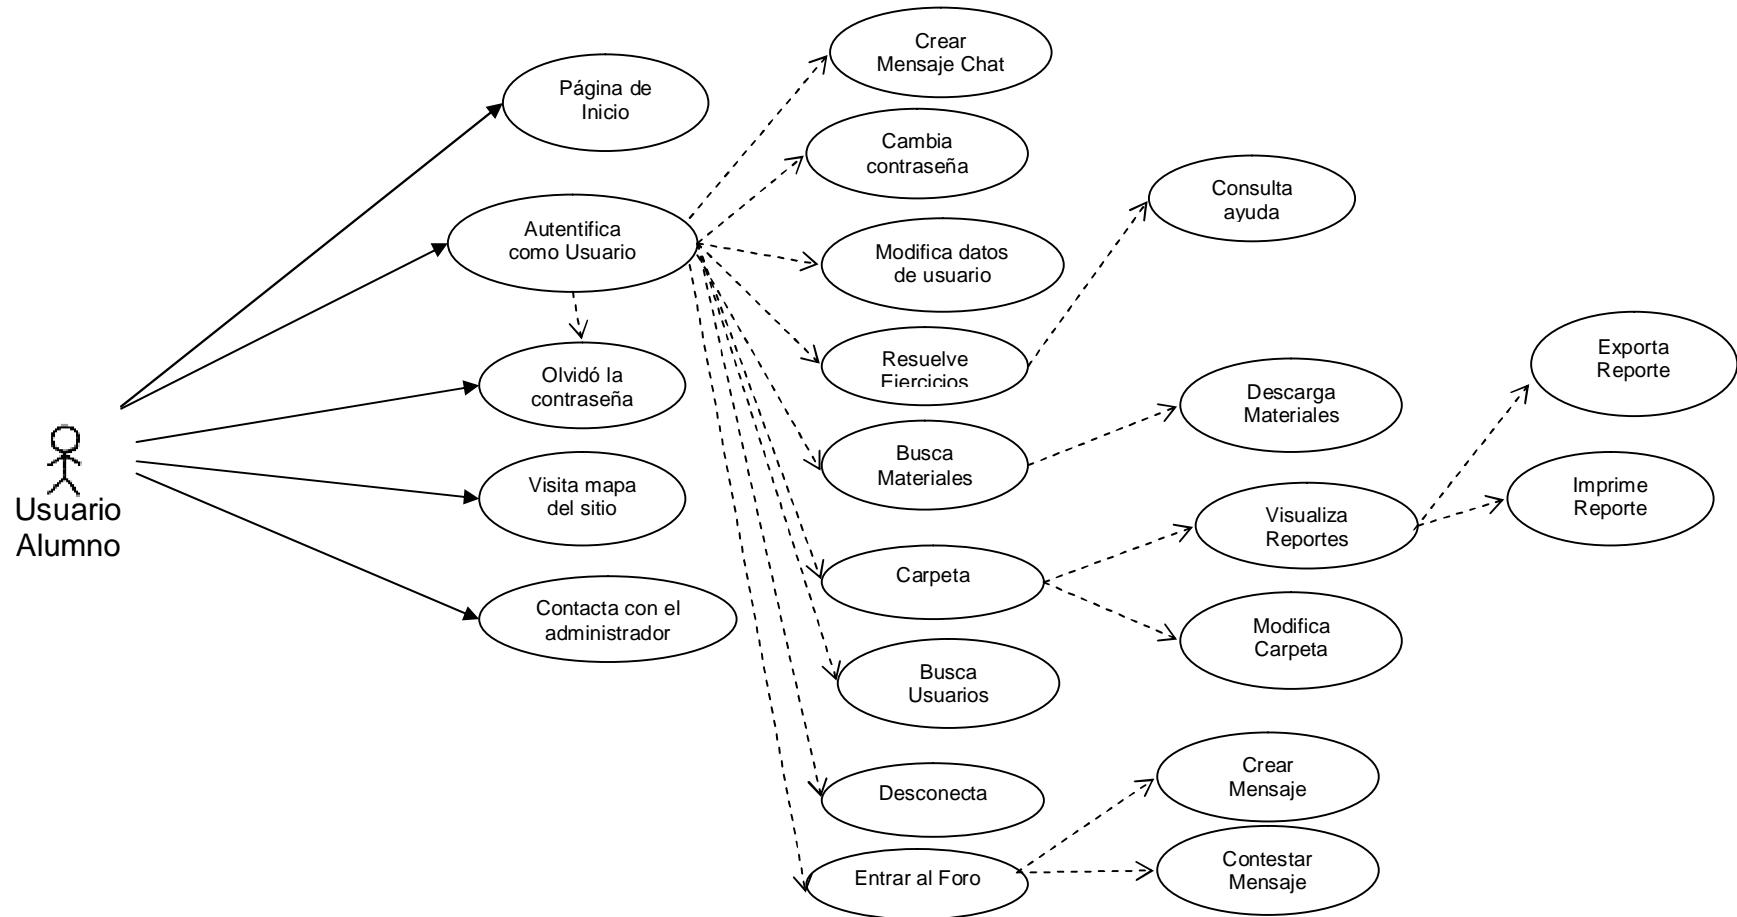 Crear
Mensaje Chat
Página de
Inicio
Cambia
contraseña
Consulta
ayuda
Autentifica
como Usuario
Modifica datos
de usuario
Resuelve
Ejercicios
Exporta
Reporte
Olvidó la
contraseña
Descarga
Materiales
Busca
Materiales
Visita mapa
del sitio
Imprime
Reporte
Visualiza
Reportes
Usuario
Alumno
Carpeta
Contacta con el
administrador
Modifica
Carpeta
Busca
Usuarios
Crear
Mensaje
Desconecta
Entrar al Foro
Contestar
Mensaje